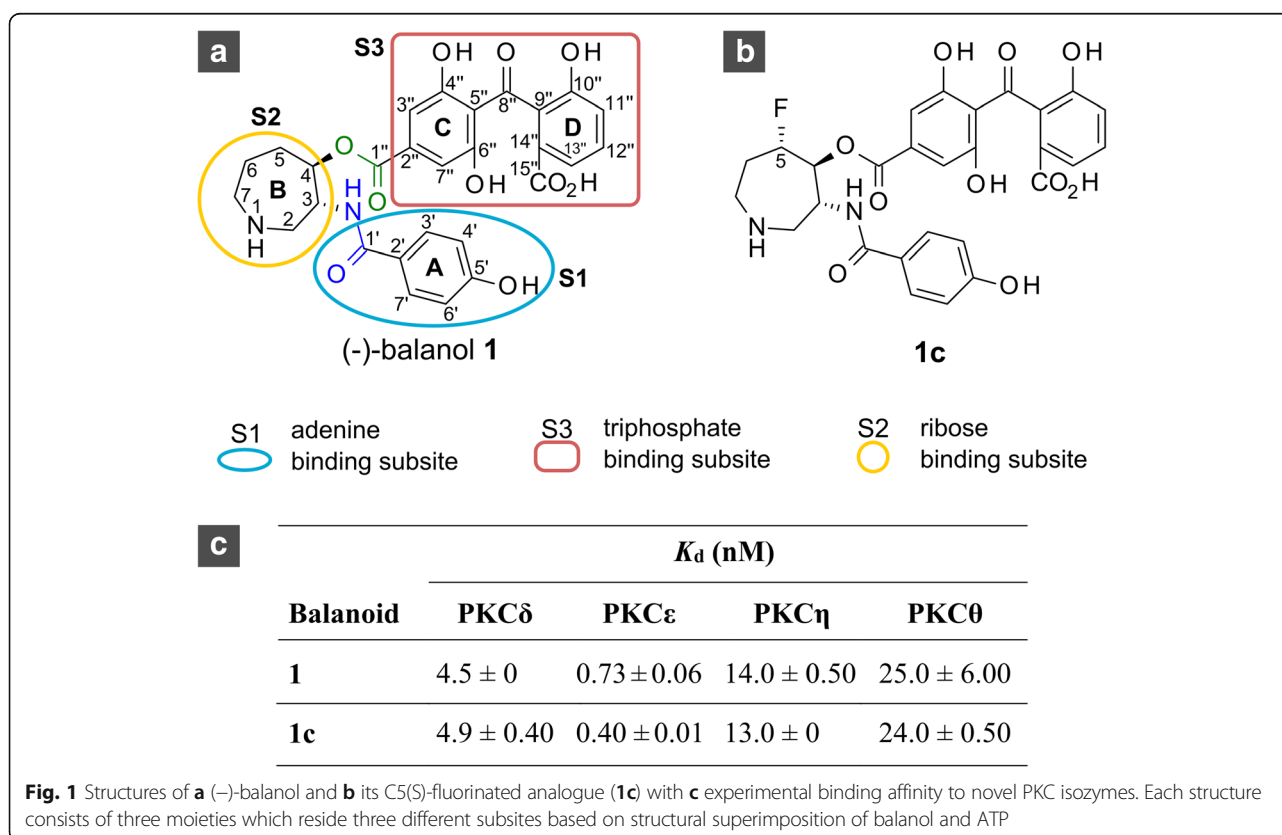 a
S3
OH
O
OH
4"
10"
3"
5"
8"
9"
11"
C
D
S2
O
1"
2"
6"
14"
13"
12"
5
6
4
7"
15"
B
OH
CO₂H
7
3
H
N
O
1
2
N
H
3'
4'
1'
2'
A
5'
O
7'
6'
OH
S1
(-)-balanol 1
b
OH
O
OH
F
5
O
O
OH
CO₂H
H
N
N
H
O
OH
1c
S1 adenine binding subsite
S3 triphosphate binding subsite
S2 ribose binding subsite
c
Kd (nM)
Balanoid PKCδ PKCε PKCη PKCθ
1 4.5 ± 0 0.73 ± 0.06 14.0 ± 0.50 25.0 ± 6.00
1c 4.9 ± 0.40 0.40 ± 0.01 13.0 ± 0 24.0 ± 0.50
Fig. 1 Structures of a (−)-balanol and b its C5(S)-fluorinated analogue (1c) with c experimental binding affinity to novel PKC isozymes. Each structure
consists of three moieties which reside three different subsites based on structural superimposition of balanol and ATP